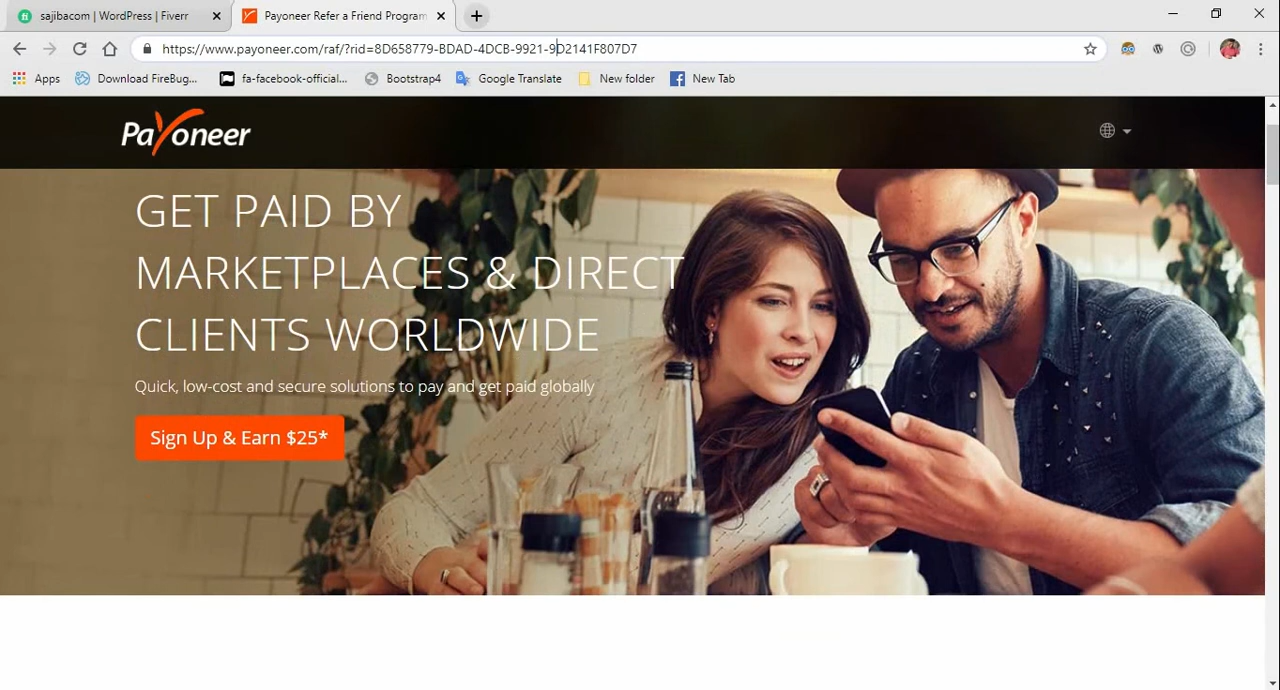 sajibacom | WordPress | Fiverr
Payoneer Refer a Friend Program
https://www.payoneer.com/raf/?rid=8D658779-BDAD-4DCB-9921-9D2141F807D7
Apps
Download FireBug...
fa-facebook-official...
Bootstrap4
Google Translate
New folder
New Tab
Payoneer
GET PAID BY
MARKETPLACES & DIRECT
CLIENTS WORLDWIDE
Quick, low-cost and secure solutions to pay and get paid globally
Sign Up & Earn $25*